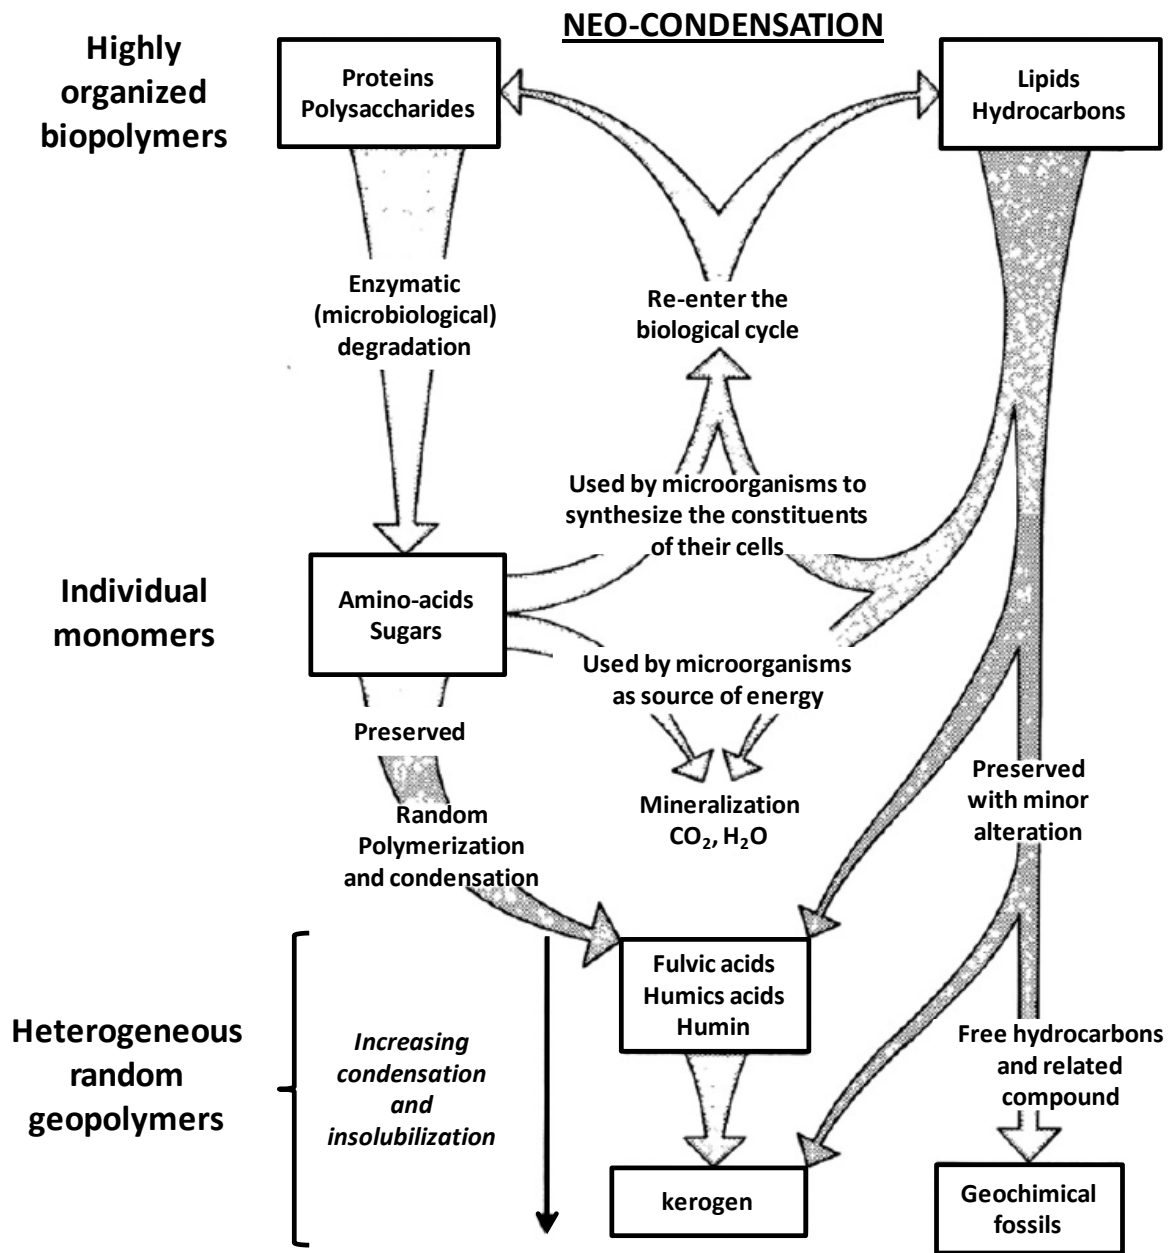 NEO-CONDENSATION
Highly
organized
biopolymers
Proteins
Polysaccharides
Lipids
Hydrocarbons
Enzymatic
(microbiological)
degradation
Re-enter the
biological cycle
Used by microorganisms to
synthesize the constituents
of their cells
Individual
monomers
Amino-acids
Sugars
Used by microorganisms
as source of energy
Preserved
Random
Polymerization
and condensation
Mineralization
CO₂, H₂O
Preserved
with minor
alteration
Heterogeneous
random
geopolymers
Increasing
condensation
and
insolubilization
Fulvic acids
Humics acids
Humin
Free hydrocarbons
and related
compound
kerogen
Geochimical
fossils